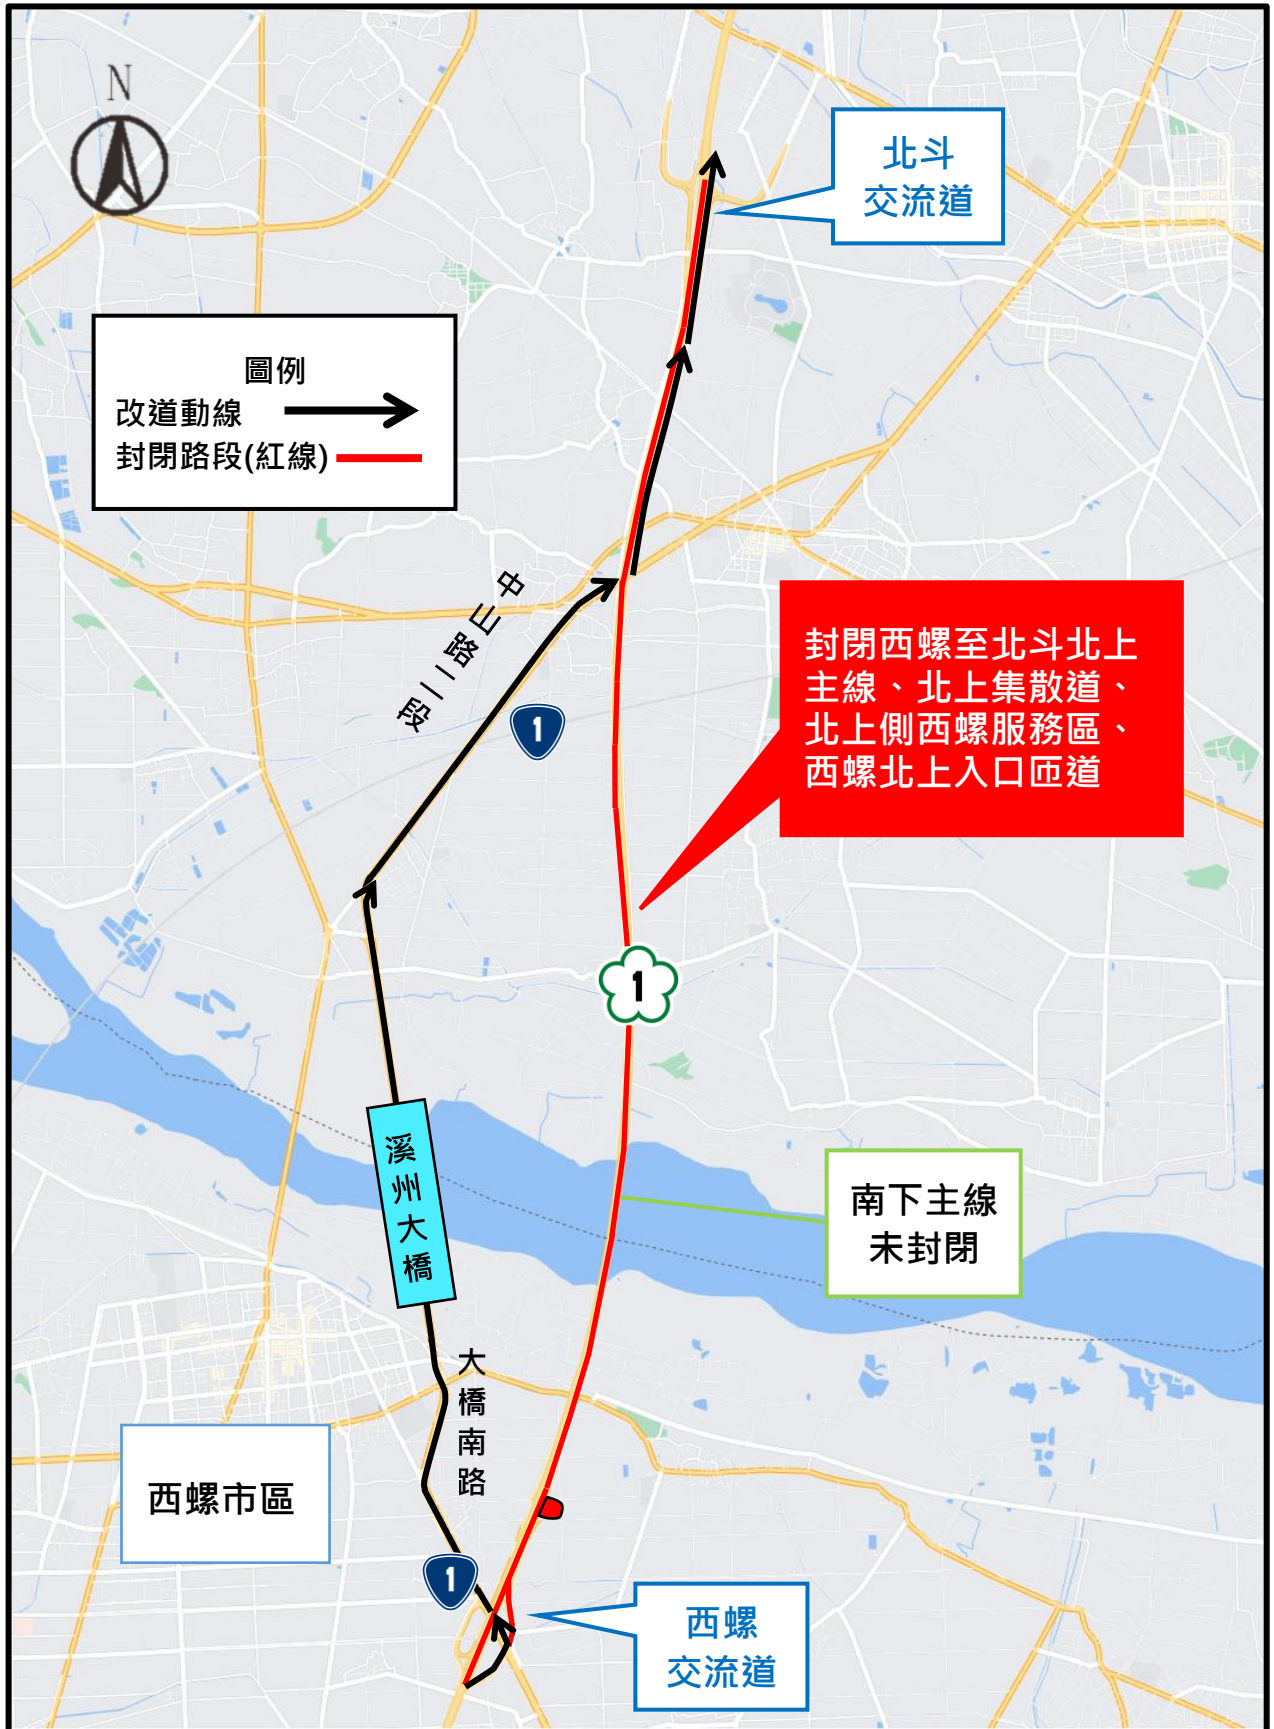 N
北斗
交流道
圖例
改道動線
封閉路段(紅線)
中山路二段
1
封閉西螺至北斗北上
主線、北上集散道、
北上側西螺服務區、
西螺北上入口匝道
1
溪州大橋
南下主線
未封閉
大橋南路
西螺市區
1
西螺
交流道